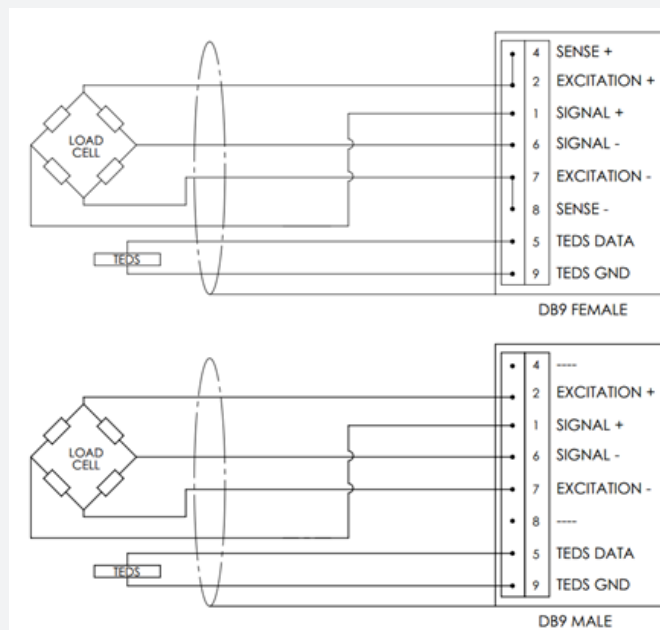 4 SENSE +
2 EXCITATION +
1 SIGNAL +
LOAD
CELL
6 SIGNAL -
7 EXCITATION -
8 SENSE -
5 TEDS DATA
TEDS
9 TEDS GND
DB9 FEMALE
4 ----
2 EXCITATION +
1 SIGNAL +
LOAD
CELL
6 SIGNAL -
7 EXCITATION -
8 ----
5 TEDS DATA
TEDS
9 TEDS GND
DB9 MALE